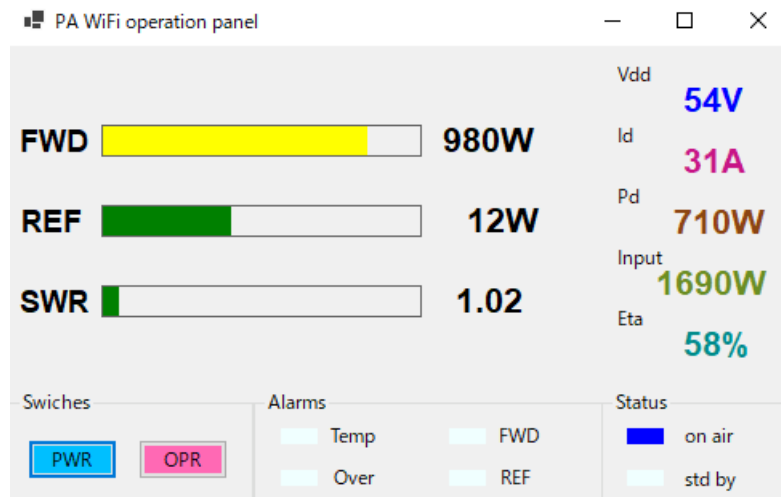 PA WiFi operation panel
Vdd
54V
FWD 980W
Id
31A
Pd
710W
REF 12W
Input
1690W
SWR 1.02
Eta
58%
Swiches
PWR OPR
Alarms
Temp FWD
Over REF
Status
on air
std by